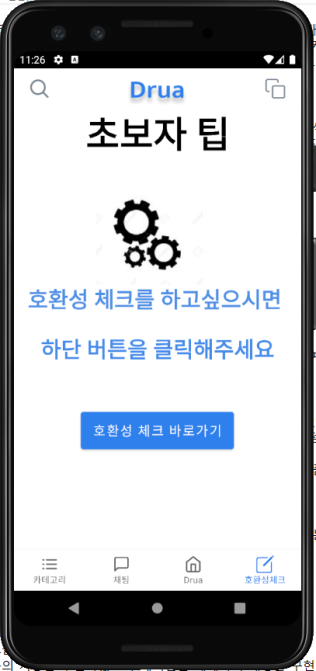 11:26
Drua
초보자 팁
호환성 체크를 하고싶으시면
하단 버튼을 클릭해주세요
호환성 체크 바로가기
카테고리
채팅
Drua
호환성체크